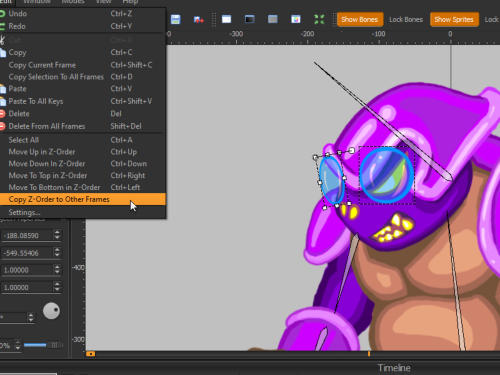 Edit Window Modes View Help
Undo Ctrl+Z
Redo Ctrl+Y
Copy Ctrl+C
Copy Current Frame Ctrl+Shift+C
Copy Selection To All Frames Ctrl+D
Paste Ctrl+V
Paste To All Keys Ctrl+Shift+V
Delete Del
Delete From All Frames Shift+Del
Select All Ctrl+A
Move Up in Z-Order Ctrl+Up
Move Down In Z-Order Ctrl+Down
Move To Top in Z-Order Ctrl+Right
Move To Bottom in Z-Order Ctrl+Left
Copy Z-Order to Other Frames
Settings...
Show Bones Lock Bones Show Sprites Lock
-300 -200 -100 0
-188.08590
-549.55406
1.00000
1.00000
-400
-300
Timeline